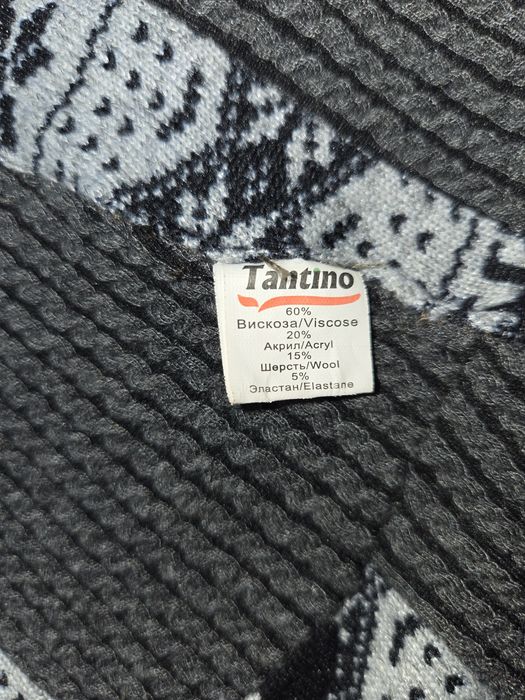 Tantino
60%
Вискоза/Viscose
20%
Акрил/Acryl
15%
Шерсть/Wool
5%
Эластан/Elastane